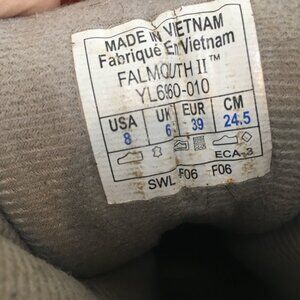 MADE IN VIETNAM
Fabriqué En Vietnam
FALMOUTH II™
YL6860-010
USA UK EUR CM
8 6 39 24.5
ECA-3
SWL F06 F06